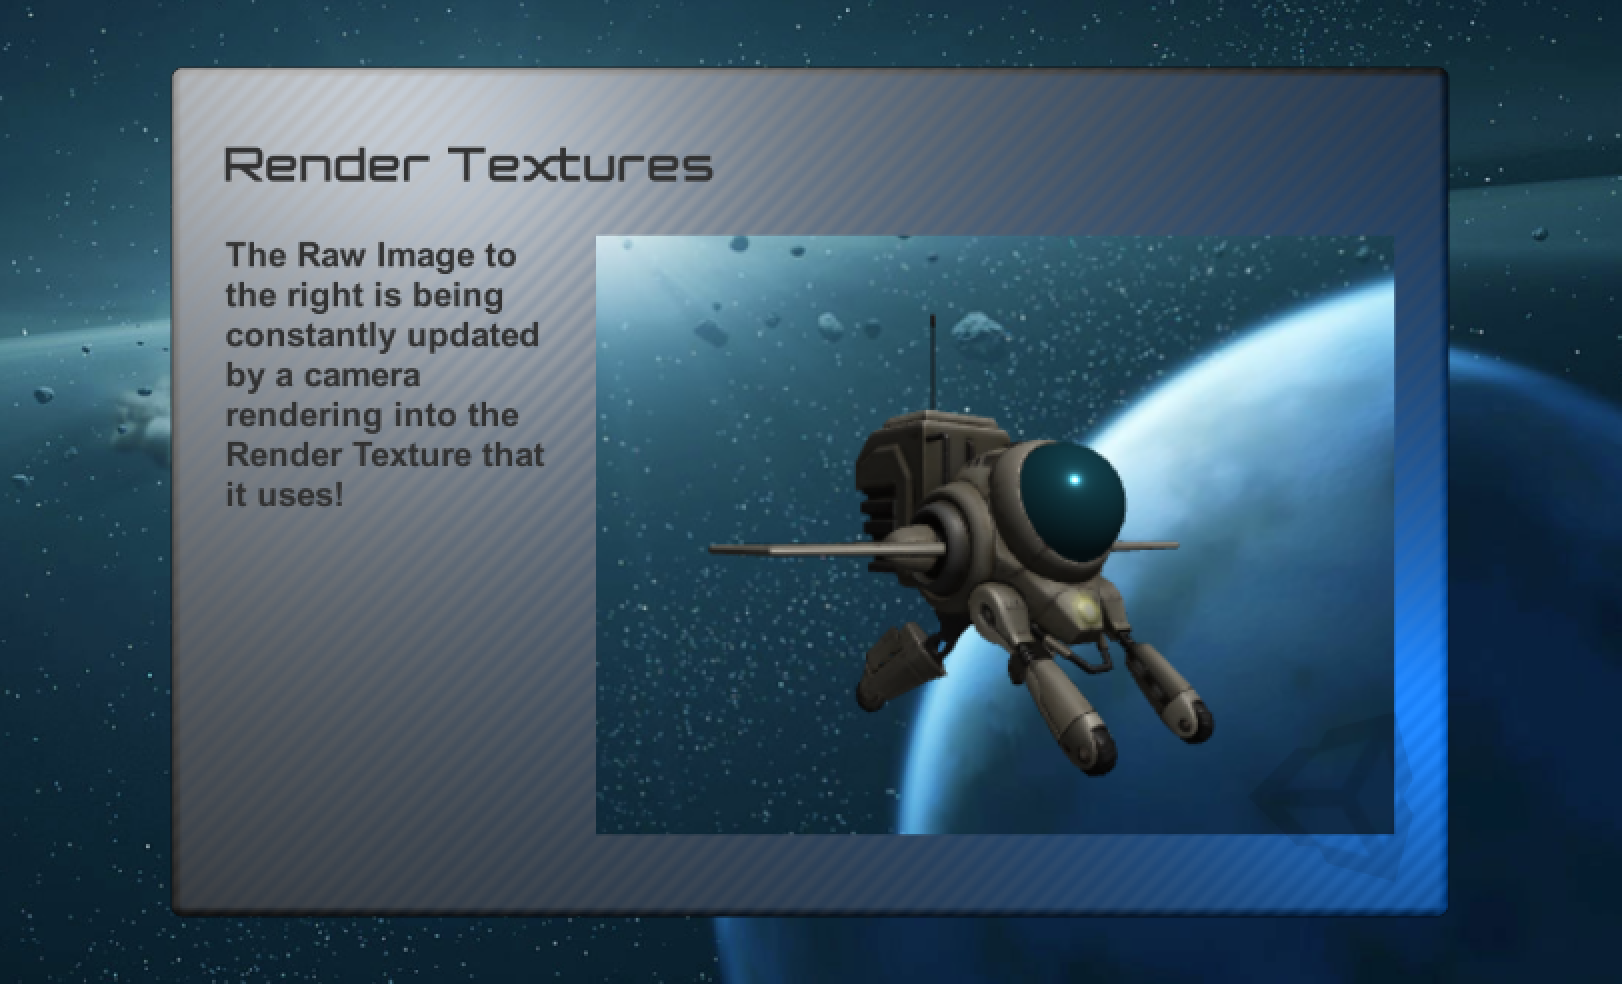 Render Textures
The Raw Image to
the right is being
constantly updated
by a camera
rendering into the
Render Texture that
it uses!